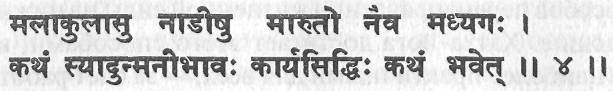 मलाकुलासु नाडीषु मारुतो नैव मध्यगः ।
कथं स्यादुन्मनीभावः कार्यसिद्धिः कथं भवेत् ॥ ४ ॥